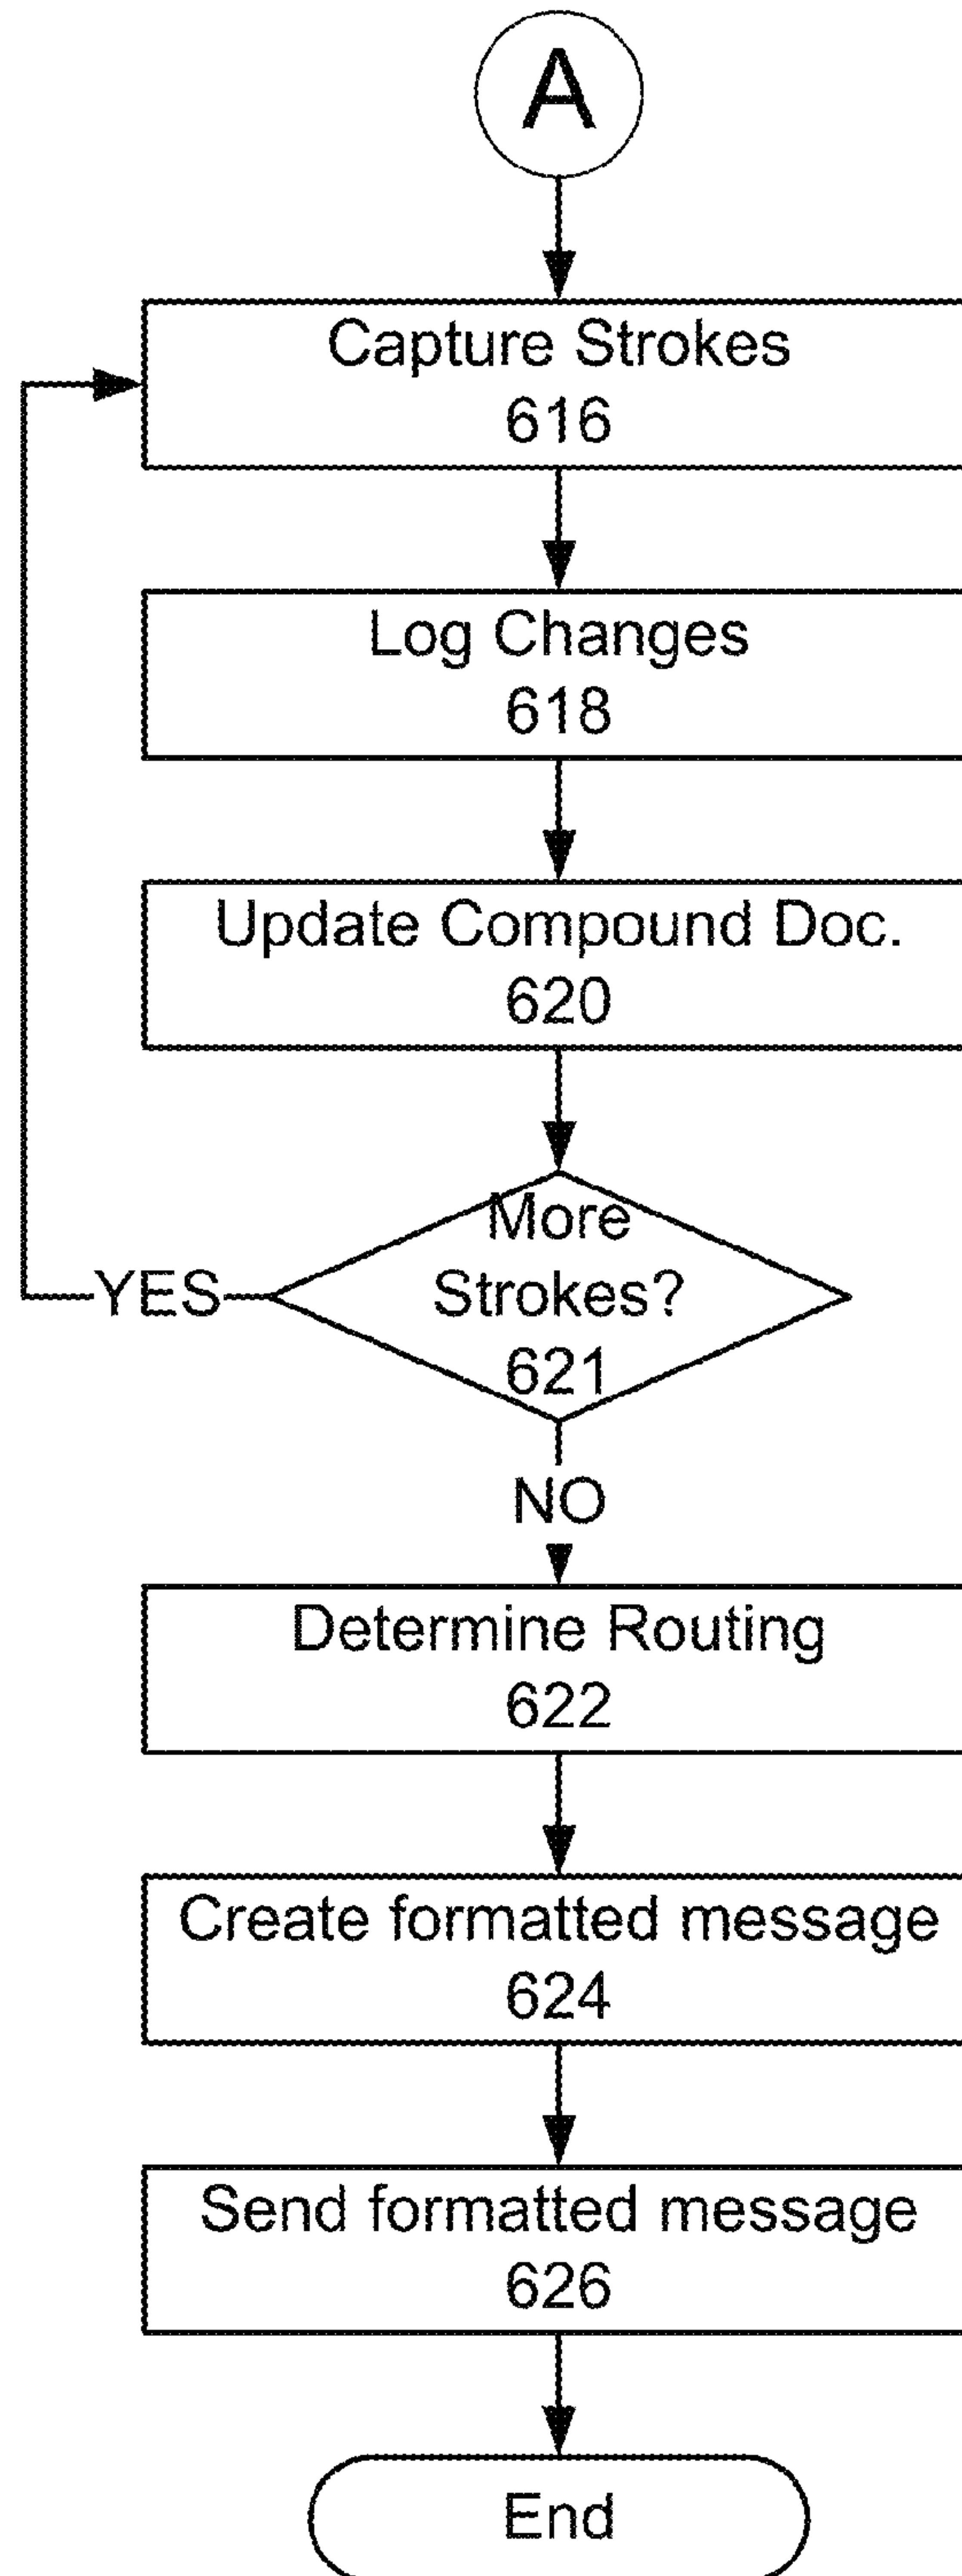 A
Capture Strokes
616
Log Changes
618
Update Compound Doc.
620
More
Strokes?
621
YES
NO
Determine Routing
622
Create formatted message
624
Send formatted message
626
End